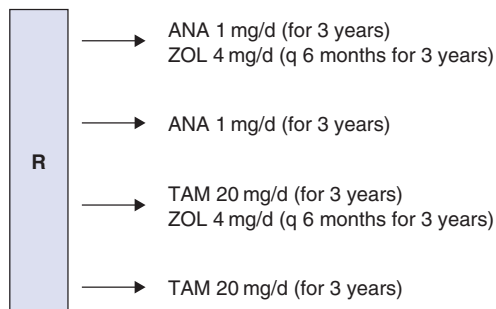 ANA 1 mg/d (for 3 years)
ZOL 4 mg/d (q 6 months for 3 years)
ANA 1 mg/d (for 3 years)
R
TAM 20 mg/d (for 3 years)
ZOL 4 mg/d (q 6 months for 3 years)
TAM 20 mg/d (for 3 years)